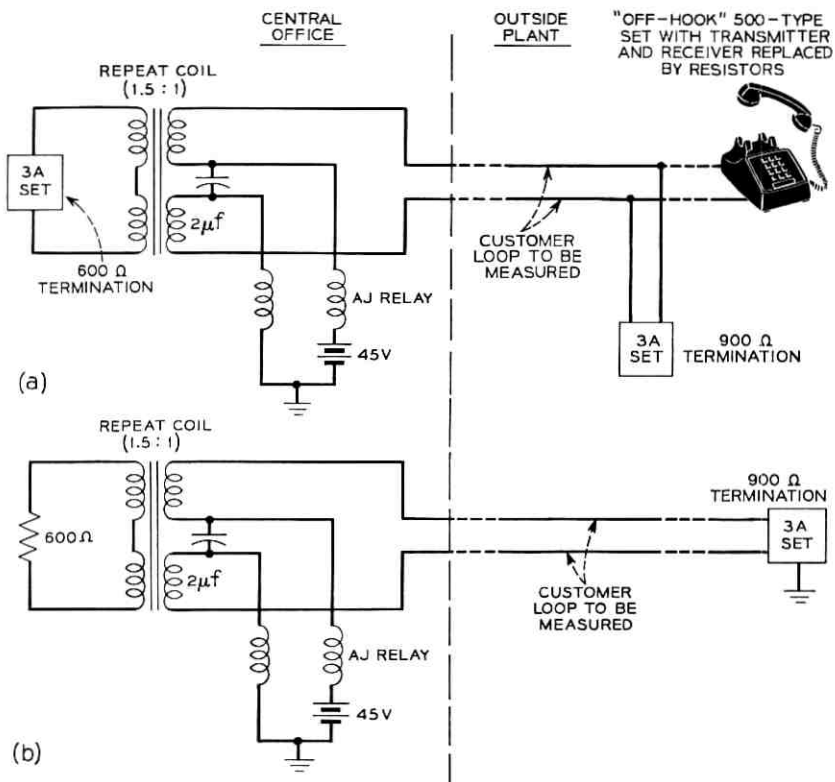 CENTRAL
OFFICE
OUTSIDE
PLANT
"OFF-HOOK" 500-TYPE
SET WITH TRANSMITTER
AND RECEIVER REPLACED
BY RESISTORS
REPEAT COIL
(1.5 : 1)
3A
SET
2μf
600 Ω
TERMINATION
CUSTOMER
LOOP TO BE
MEASURED
AJ RELAY
45V
3A
SET
900 Ω
TERMINATION
(a)
REPEAT COIL
(1.5 : 1)
900 Ω
TERMINATION
600Ω
3A
SET
2μf
CUSTOMER
LOOP TO BE
MEASURED
AJ RELAY
45V
(b)